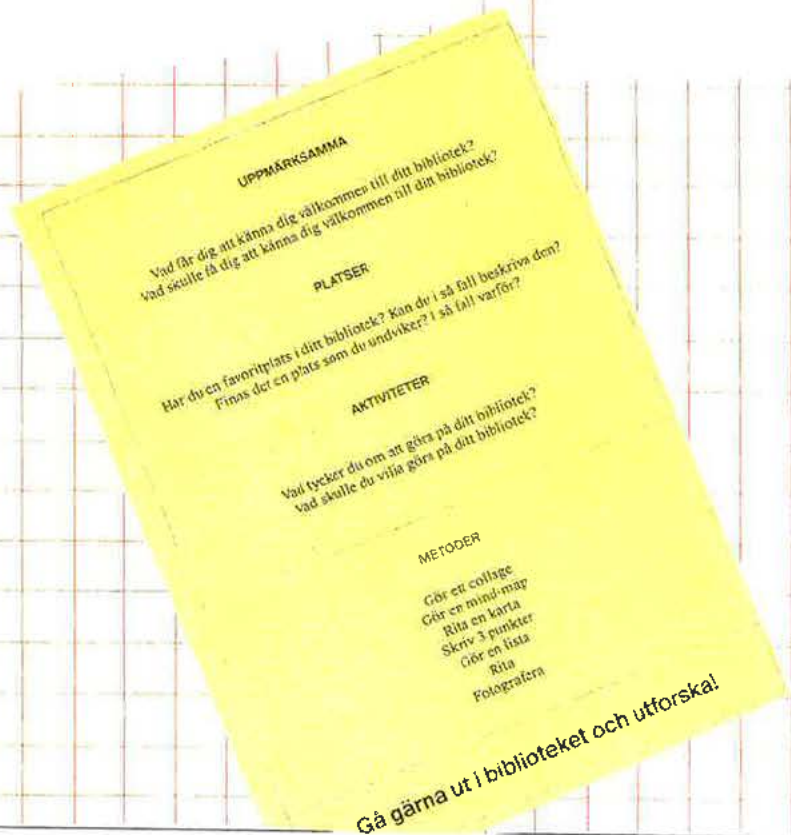 UPPMÄRKSAMMA
Vad får dig att känna dig välkommen till ditt bibliotek?
Vad skulle få dig att känna dig välkommen till ditt bibliotek?
PLATSER
Har du en favoritplats i ditt bibliotek? Kan du i så fall beskriva den?
Finns det en plats som du undviker? I så fall varför?
AKTIVITETER
Vad tycker du om att göra på ditt bibliotek?
Vad skulle du vilja göra på ditt bibliotek?
METODER
Gör ett collage
Gör en mind-map
Rita en karta
Skriv 3 punkter
Gör en lista
Rita
Fotografera
Gå gärna ut i biblioteket och utforska!